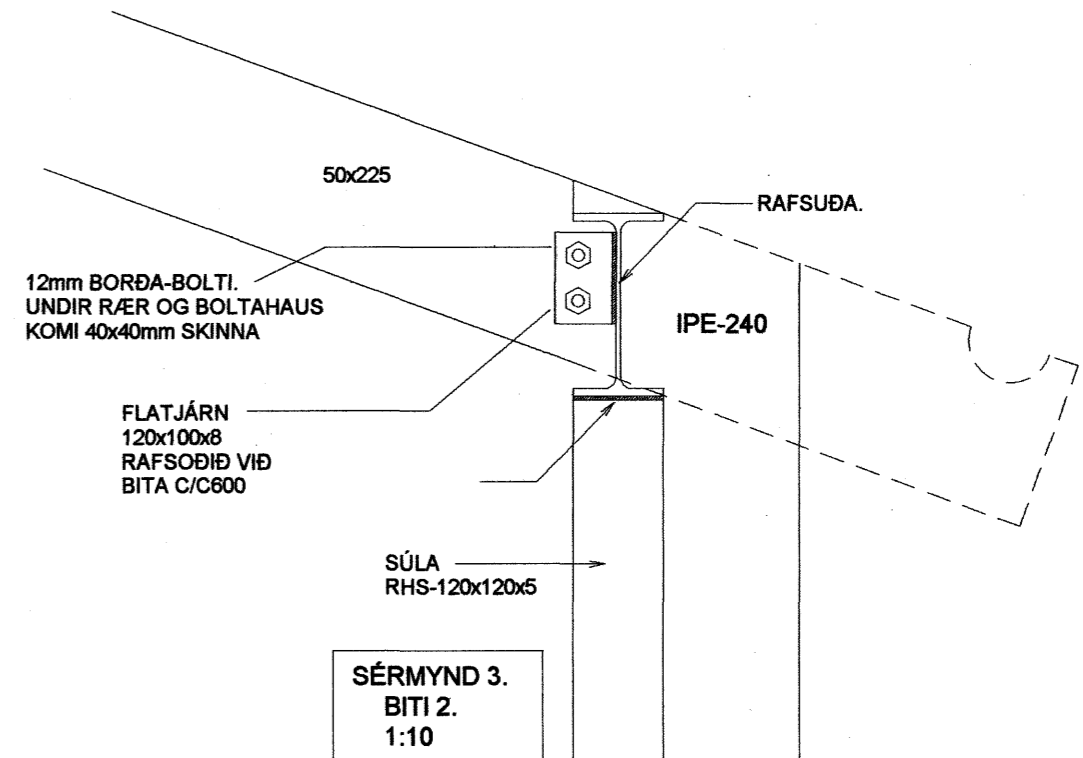 50x225
RAFSUÐA.
12mm BORÐA-BOLTI.
UNDIR RÆR OG BOLTAHAUS
KOMI 40x40mm SKINNA
IPE-240
FLATJÁRN
120x100x8
RAFSOÐIÐ VIÐ
BITA C/C600
SÚLA
RHS-120x120x5
SÉRMYND 3.
BITI 2.
1:10